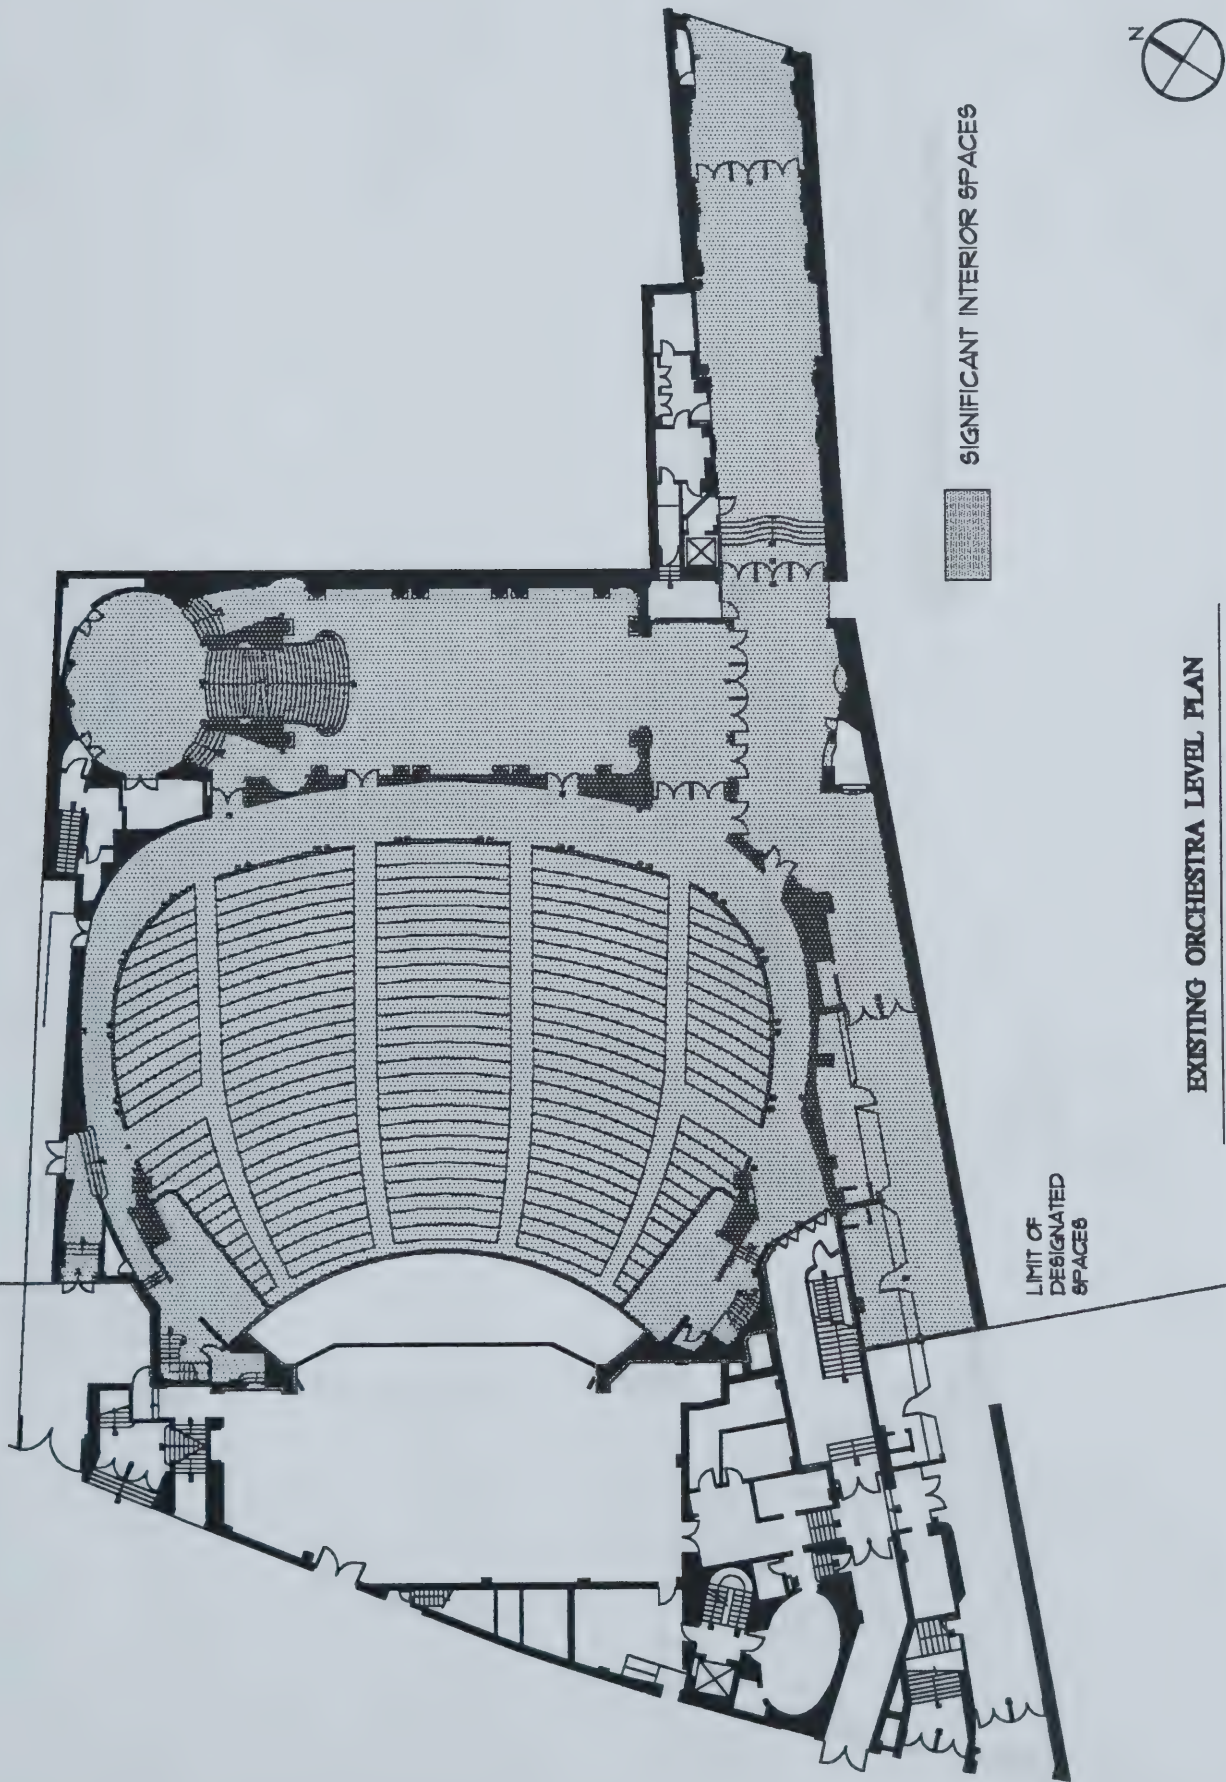 N
SIGNIFICANT INTERIOR SPACES
LIMIT OF
DESIGNATED
SPACES
EXISTING ORCHESTRA LEVEL PLAN